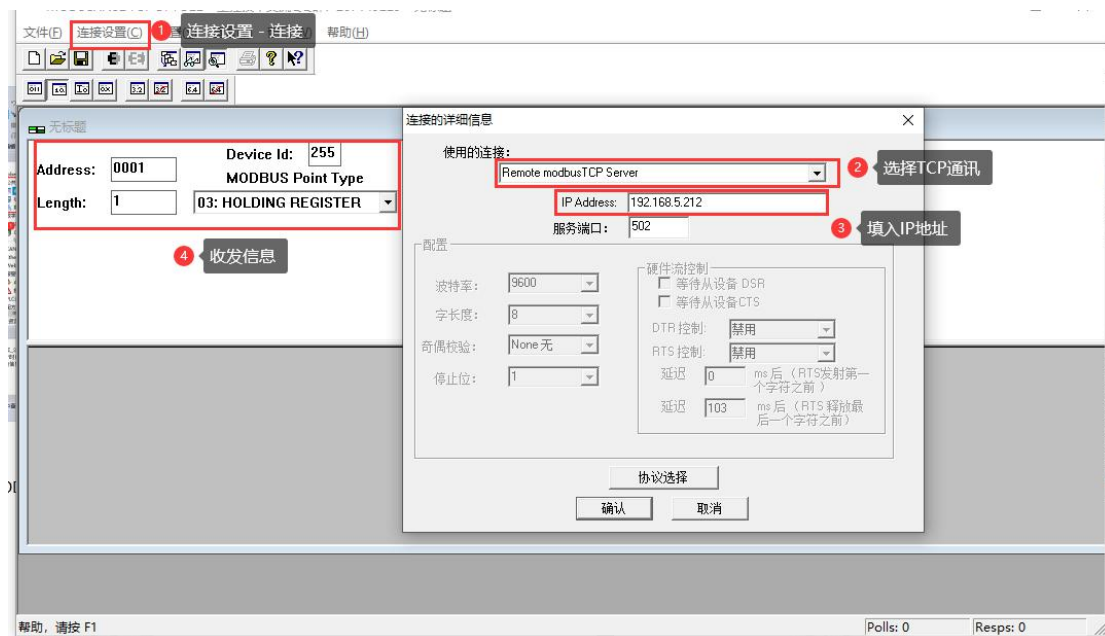 文件(F) 连接设置(C) 1 连接设置 - 连接 帮助(H)
无标题
Address: 0001
Device Id: 255
MODBUS Point Type
Length: 1
03: HOLDING REGISTER
4 收发信息
连接的详细信息
使用的连接:
Remote modbusTCP Server
2 选择TCP通讯
IP Address: 192.168.5.212
服务端口: 502
3 填入IP地址
配置
波特率: 9600
字长度: 8
奇偶校验: None 无
停止位: 1
硬件流控制
等待从设备 DSR
等待从设备CTS
DTR 控制: 禁用
RTS 控制: 禁用
延迟 0 ms 后 (RTS发射第一
个字符之前 )
延迟 103 ms 后 (RTS 释放最
后一个字符之前)
协议选择
确认 取消
帮助, 请按 F1
Polls: 0 Resps: 0